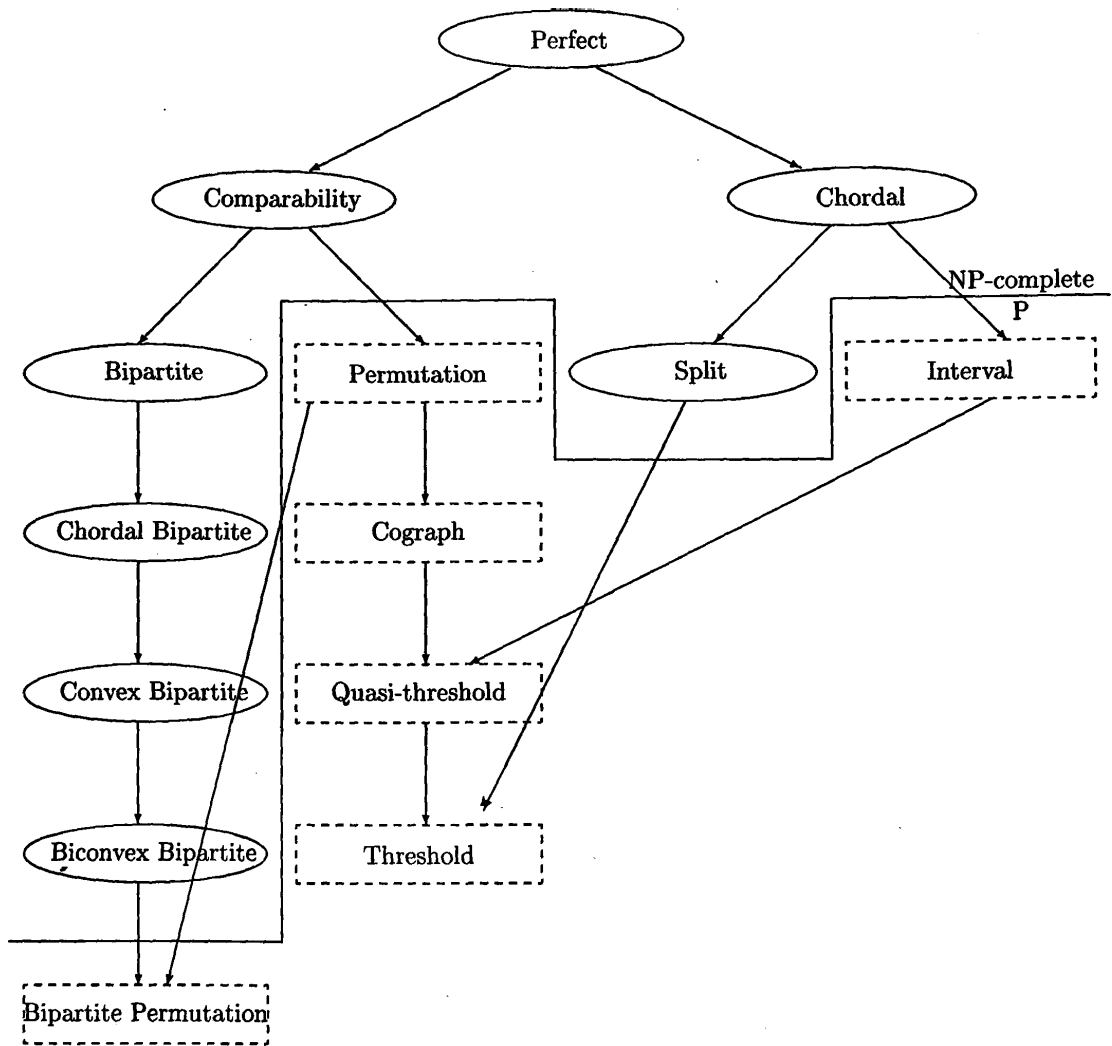 Perfect
Comparability
Chordal
NP-complete
P
Bipartite
Permutation
Split
Interval
Chordal Bipartite
Cograph
Convex Bipartite
Quasi-threshold
Biconvex Bipartite
Threshold
Bipartite Permutation